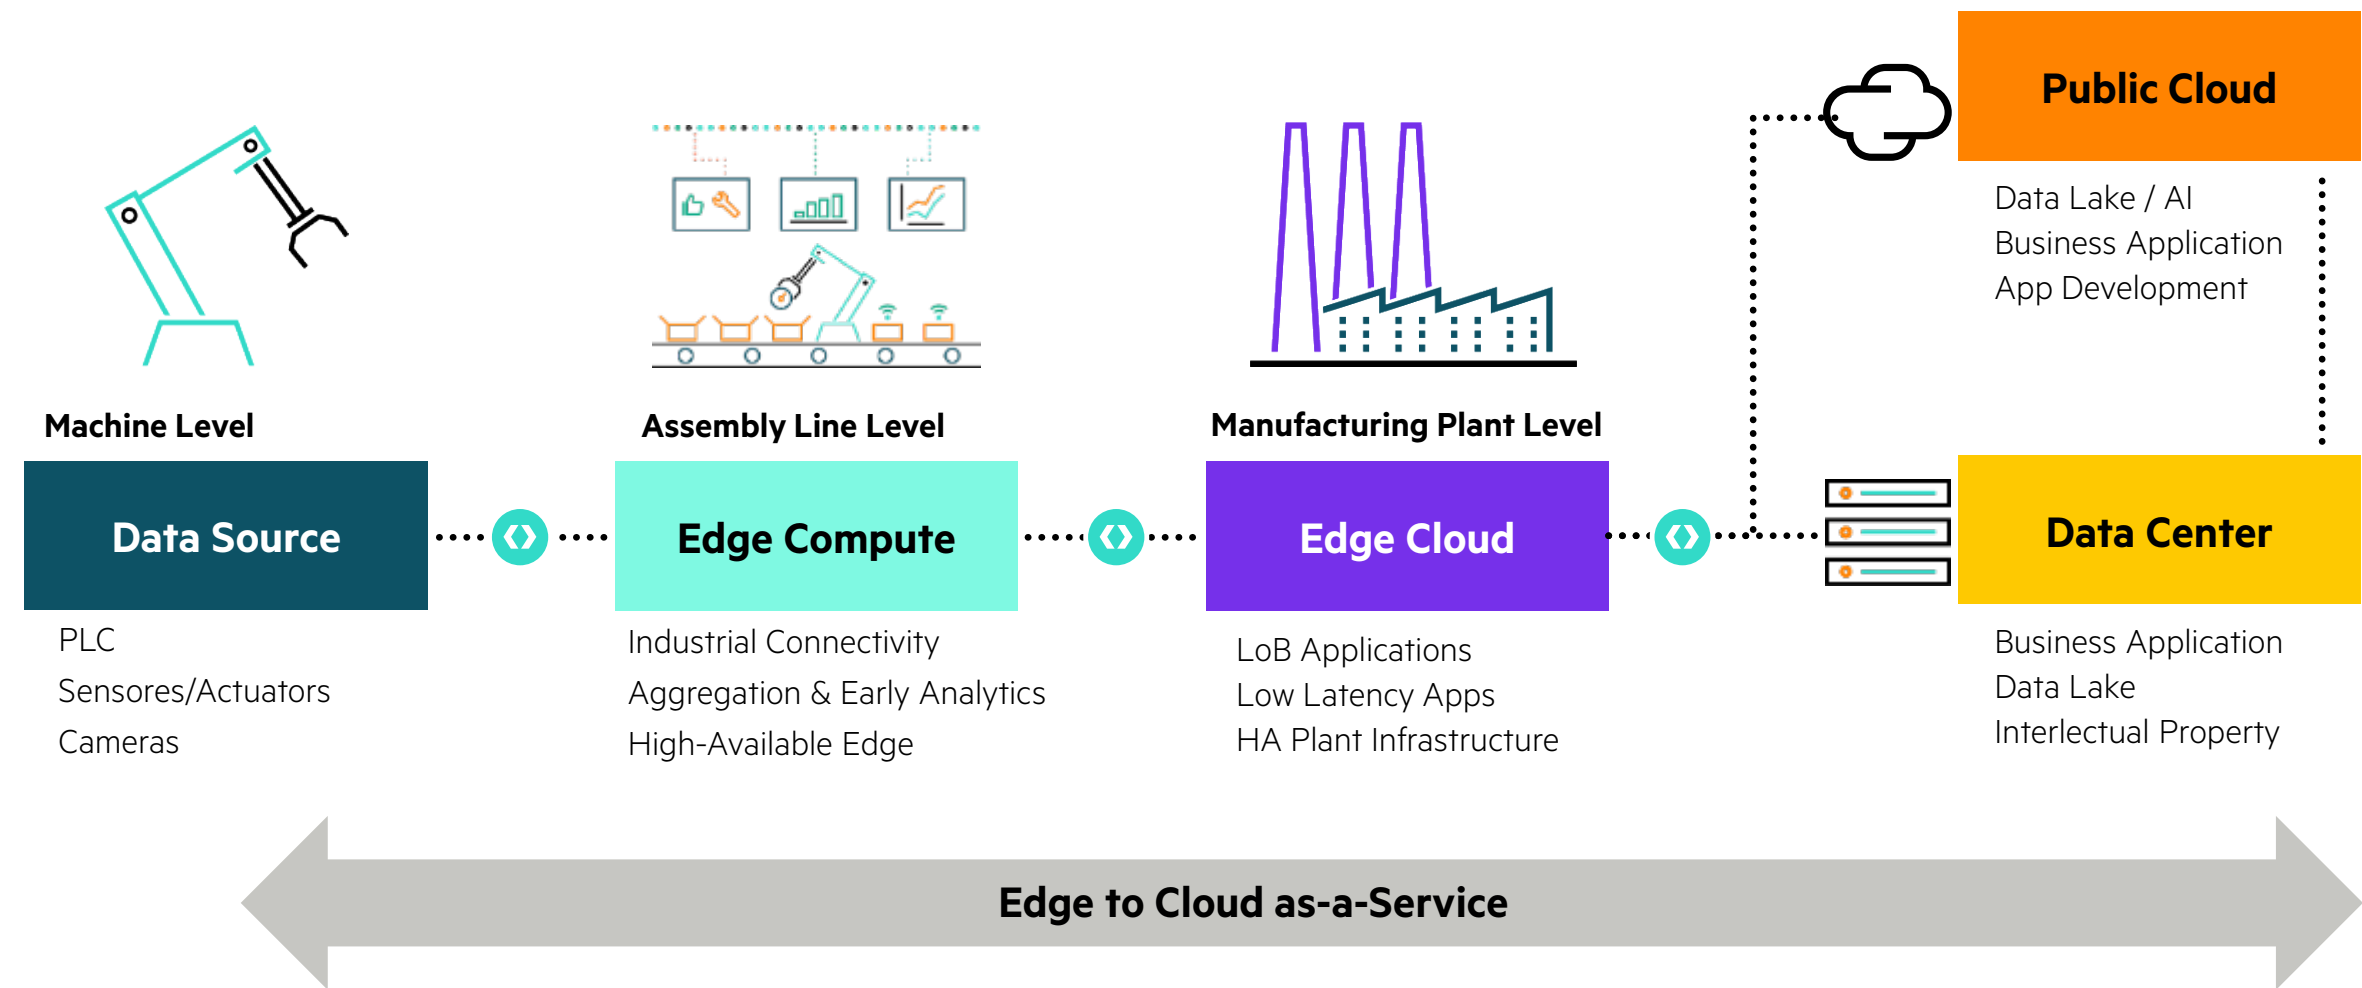 Public Cloud
Data Lake / AI
Business Application
App Development
Machine Level
Data Source
PLC
Sensores/Actuators
Cameras
Assembly Line Level
Edge Compute
Industrial Connectivity
Aggregation & Early Analytics
High-Available Edge
Manufacturing Plant Level
Edge Cloud
LoB Applications
Low Latency Apps
HA Plant Infrastructure
Data Center
Business Application
Data Lake
Interlectual Property
Edge to Cloud as-a-Service